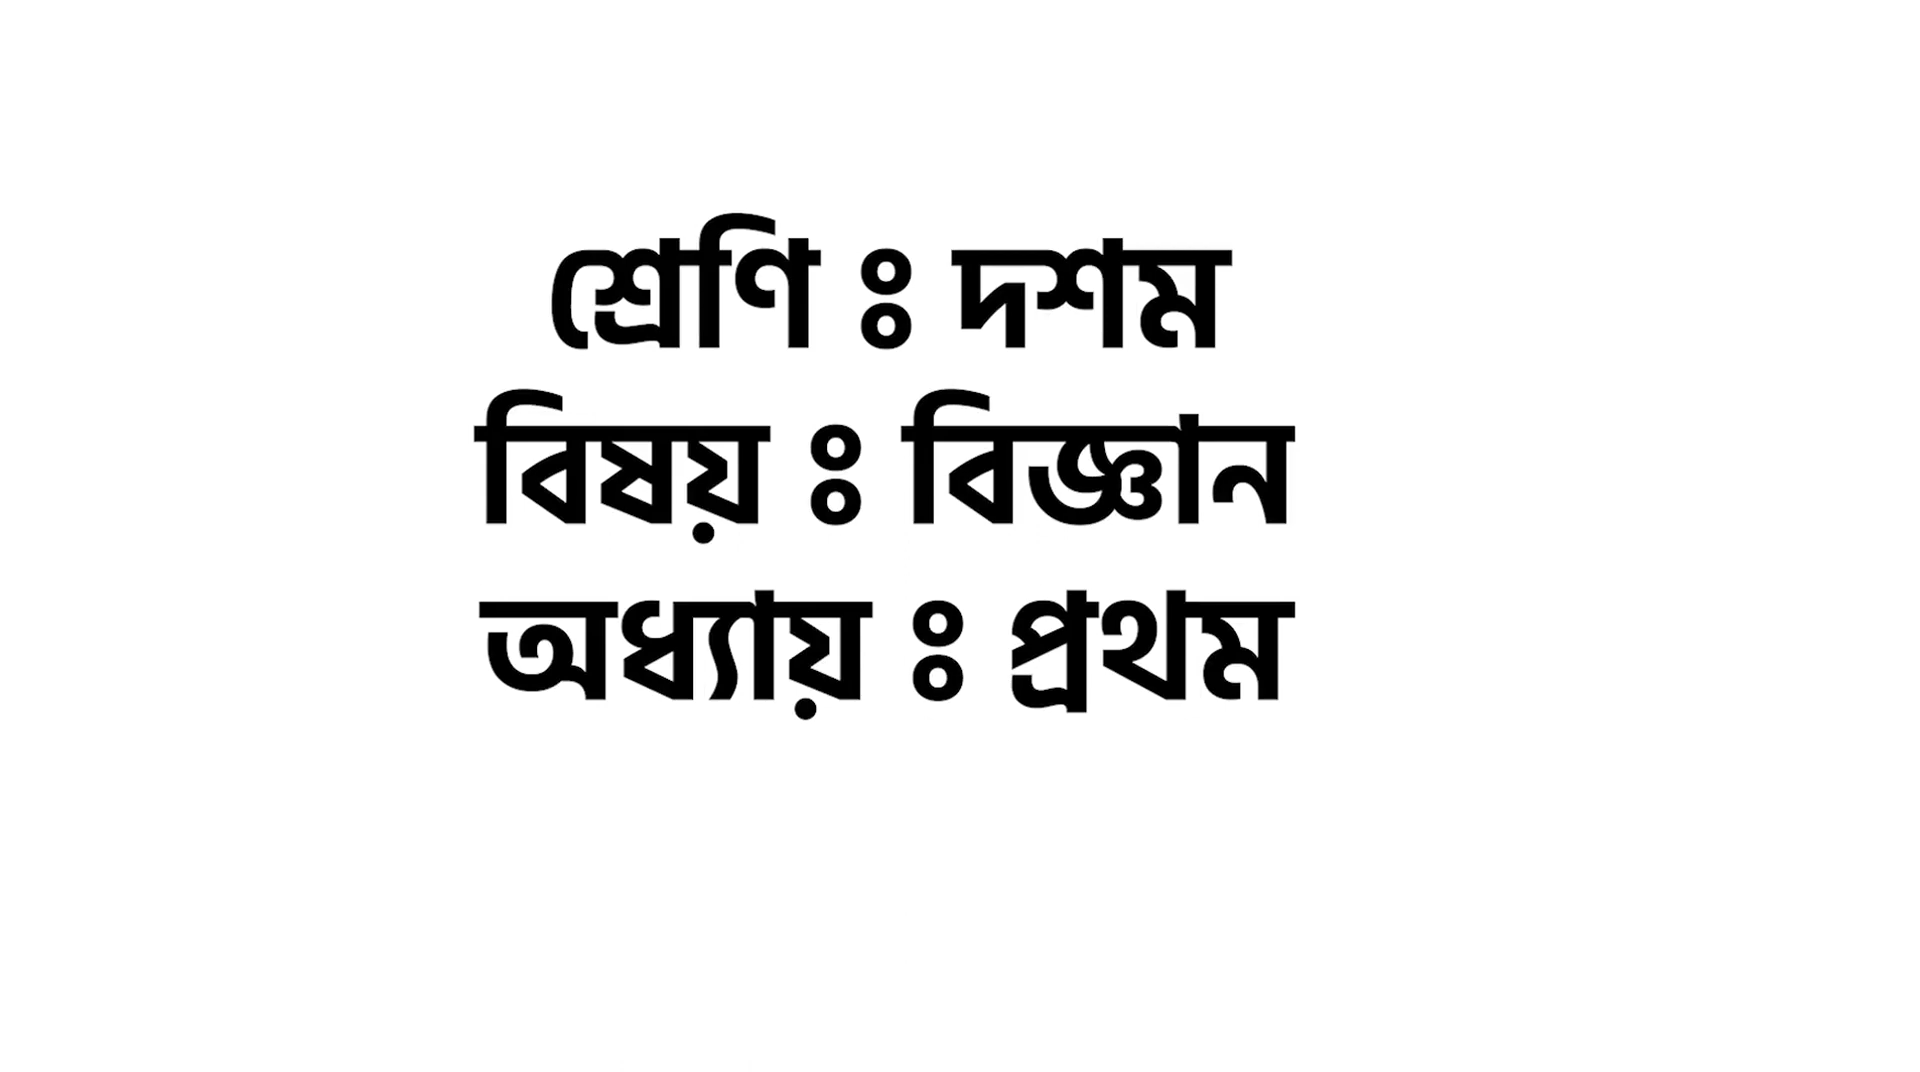 শ্রেণি ঃ দশম
বিষয় ঃ বিজ্ঞান
অধ্যায় ঃ প্রথম